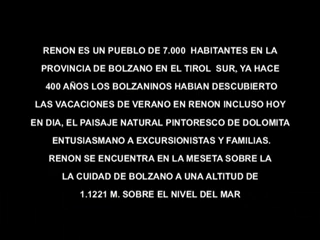 RENON ES UN PUEBLO DE 7.000 HABITANTES EN LA
PROVINCIA DE BOLZANO EN EL TIROL SUR, YA HACE
400 AÑOS LOS BOLZANINOS HABIAN DESCUBIERTO
LAS VACACIONES DE VERANO EN RENON INCLUSO HOY
EN DIA, EL PAISAJE NATURAL PINTORESCO DE DOLOMITA
ENTUSIASMANO A EXCURSIONISTAS Y FAMILIAS.
RENON SE ENCUENTRA EN LA MESETA SOBRE LA
LA CUIDAD DE BOLZANO A UNA ALTITUD DE
1.1221 M. SOBRE EL NIVEL DEL MAR